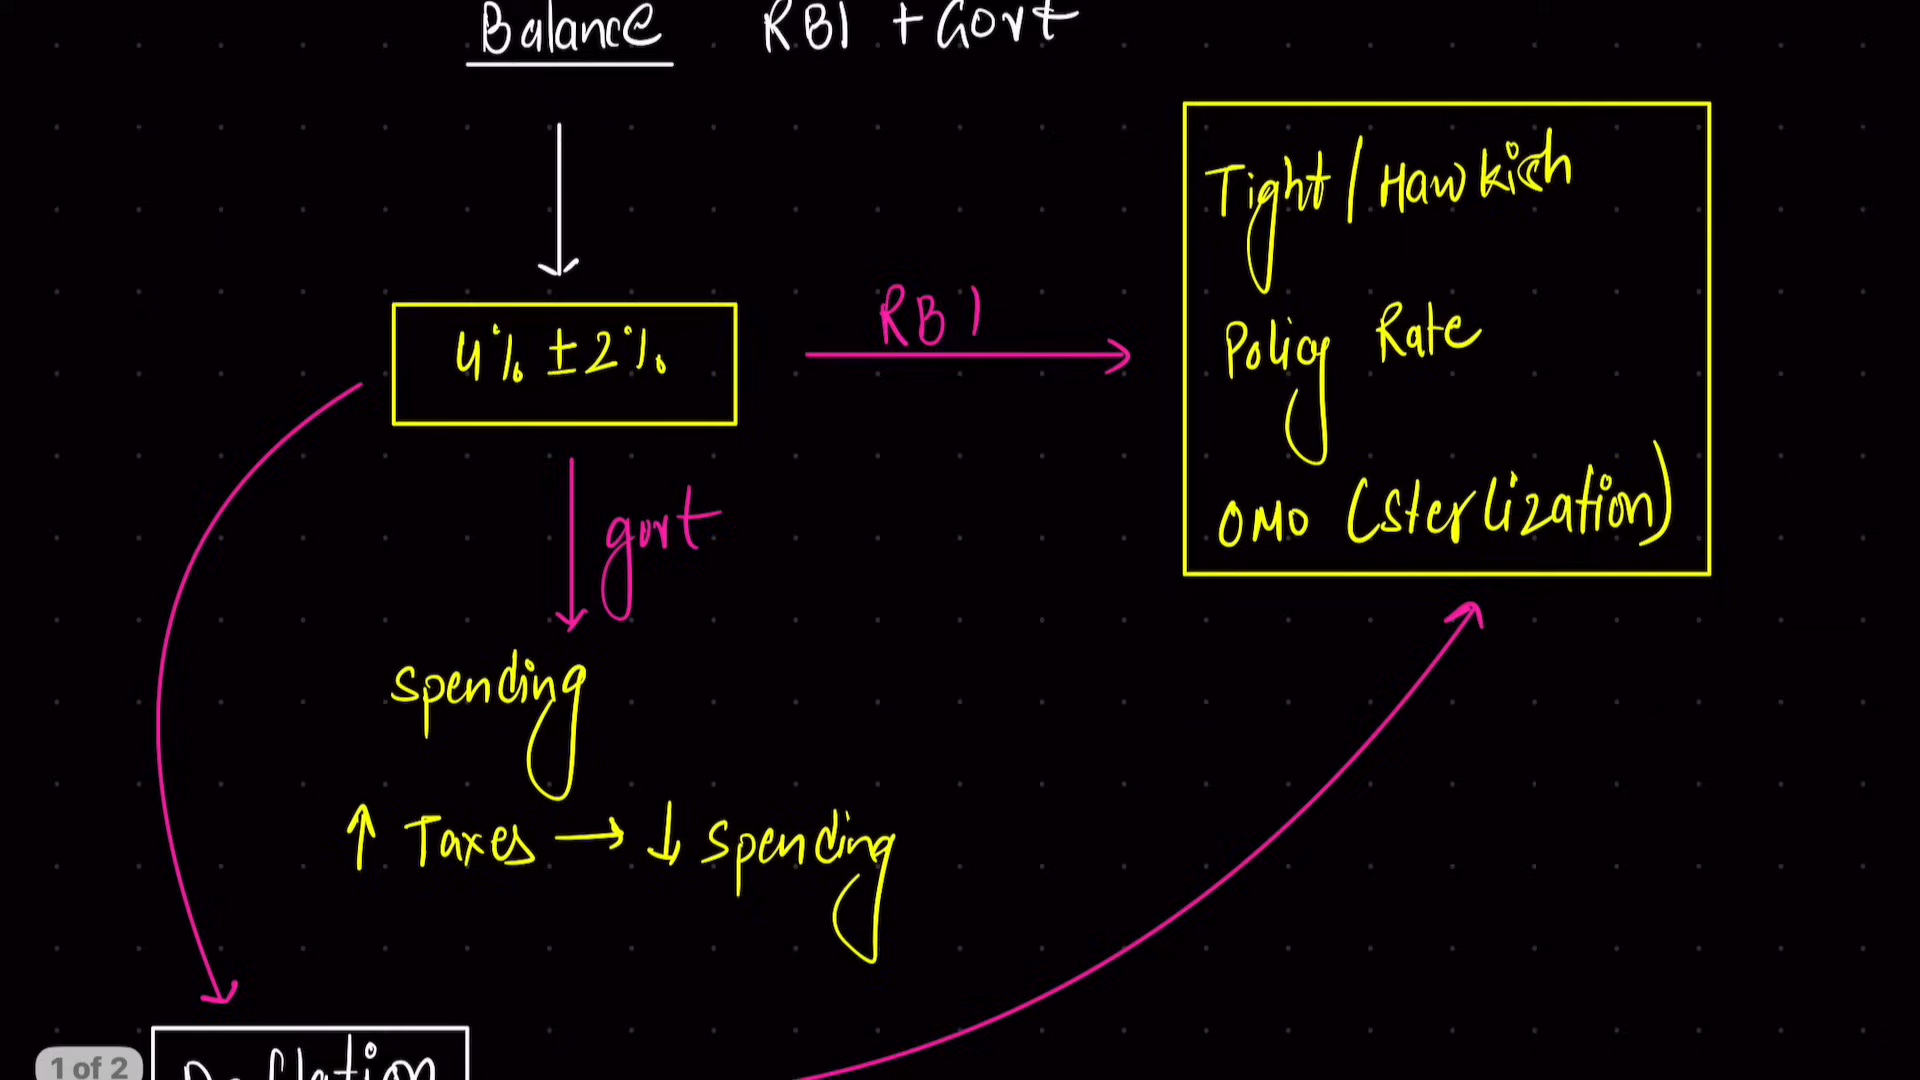 Balance RBI + Govt
Tight / Hawkish
RBI
4% ± 2%
Policy Rate
govt
OMO (Sterlization)
Spending
↑ Taxes → ↓ Spending
Deflation
1 of 2